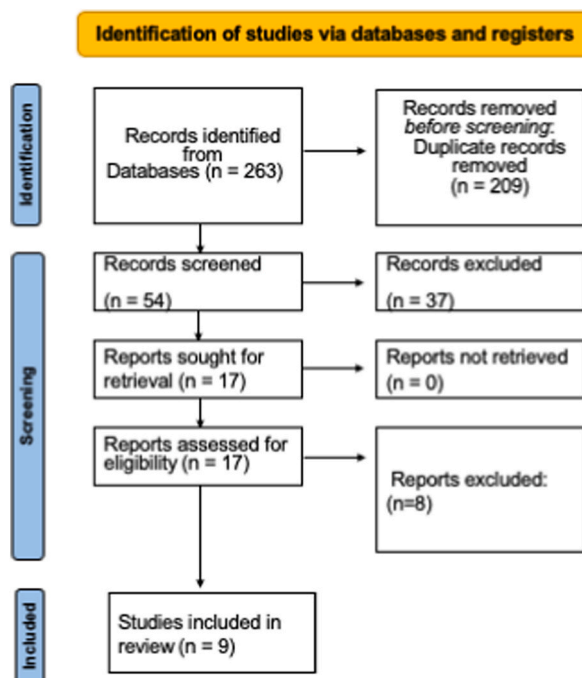 Identification of studies via databases and registers
Identification
Records identified
from
Databases (n = 263)
Records removed
before screening:
Duplicate records
removed
(n = 209)
Screening
Records screened
(n = 54)
Records excluded
(n = 37)
Reports sought for
retrieval (n = 17)
Reports not retrieved
(n = 0)
Reports assessed for
eligibility (n = 17)
Reports excluded:
(n=8)
Included
Studies included in
review (n = 9)